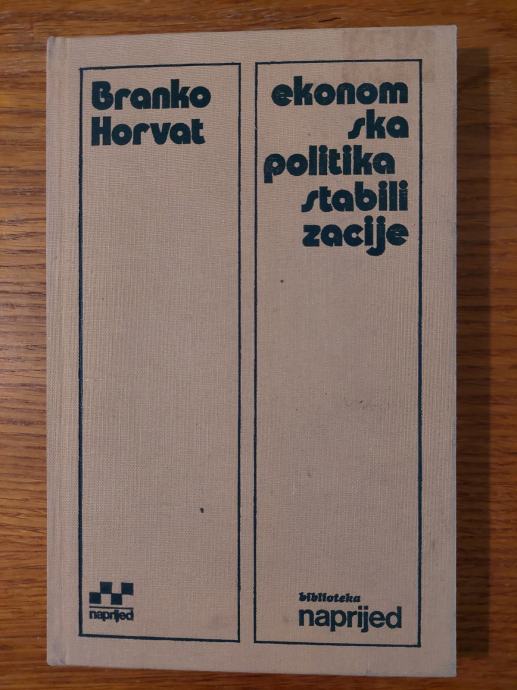 Branko
Horvat
ekonom
ska
politika
stabili
zacije
naprijed
biblioteka
naprijed